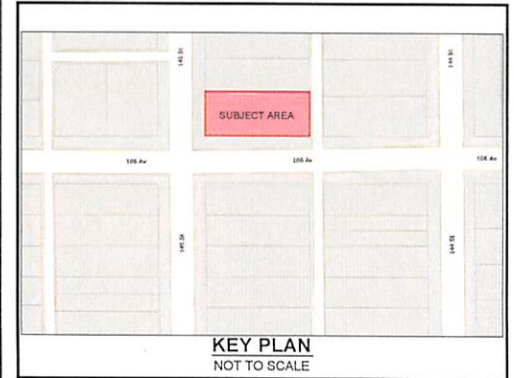 145 St
144 St
SUBJECT AREA
106 Av
106 Av
106 Av
145 St
144 St
KEY PLAN
NOT TO SCALE